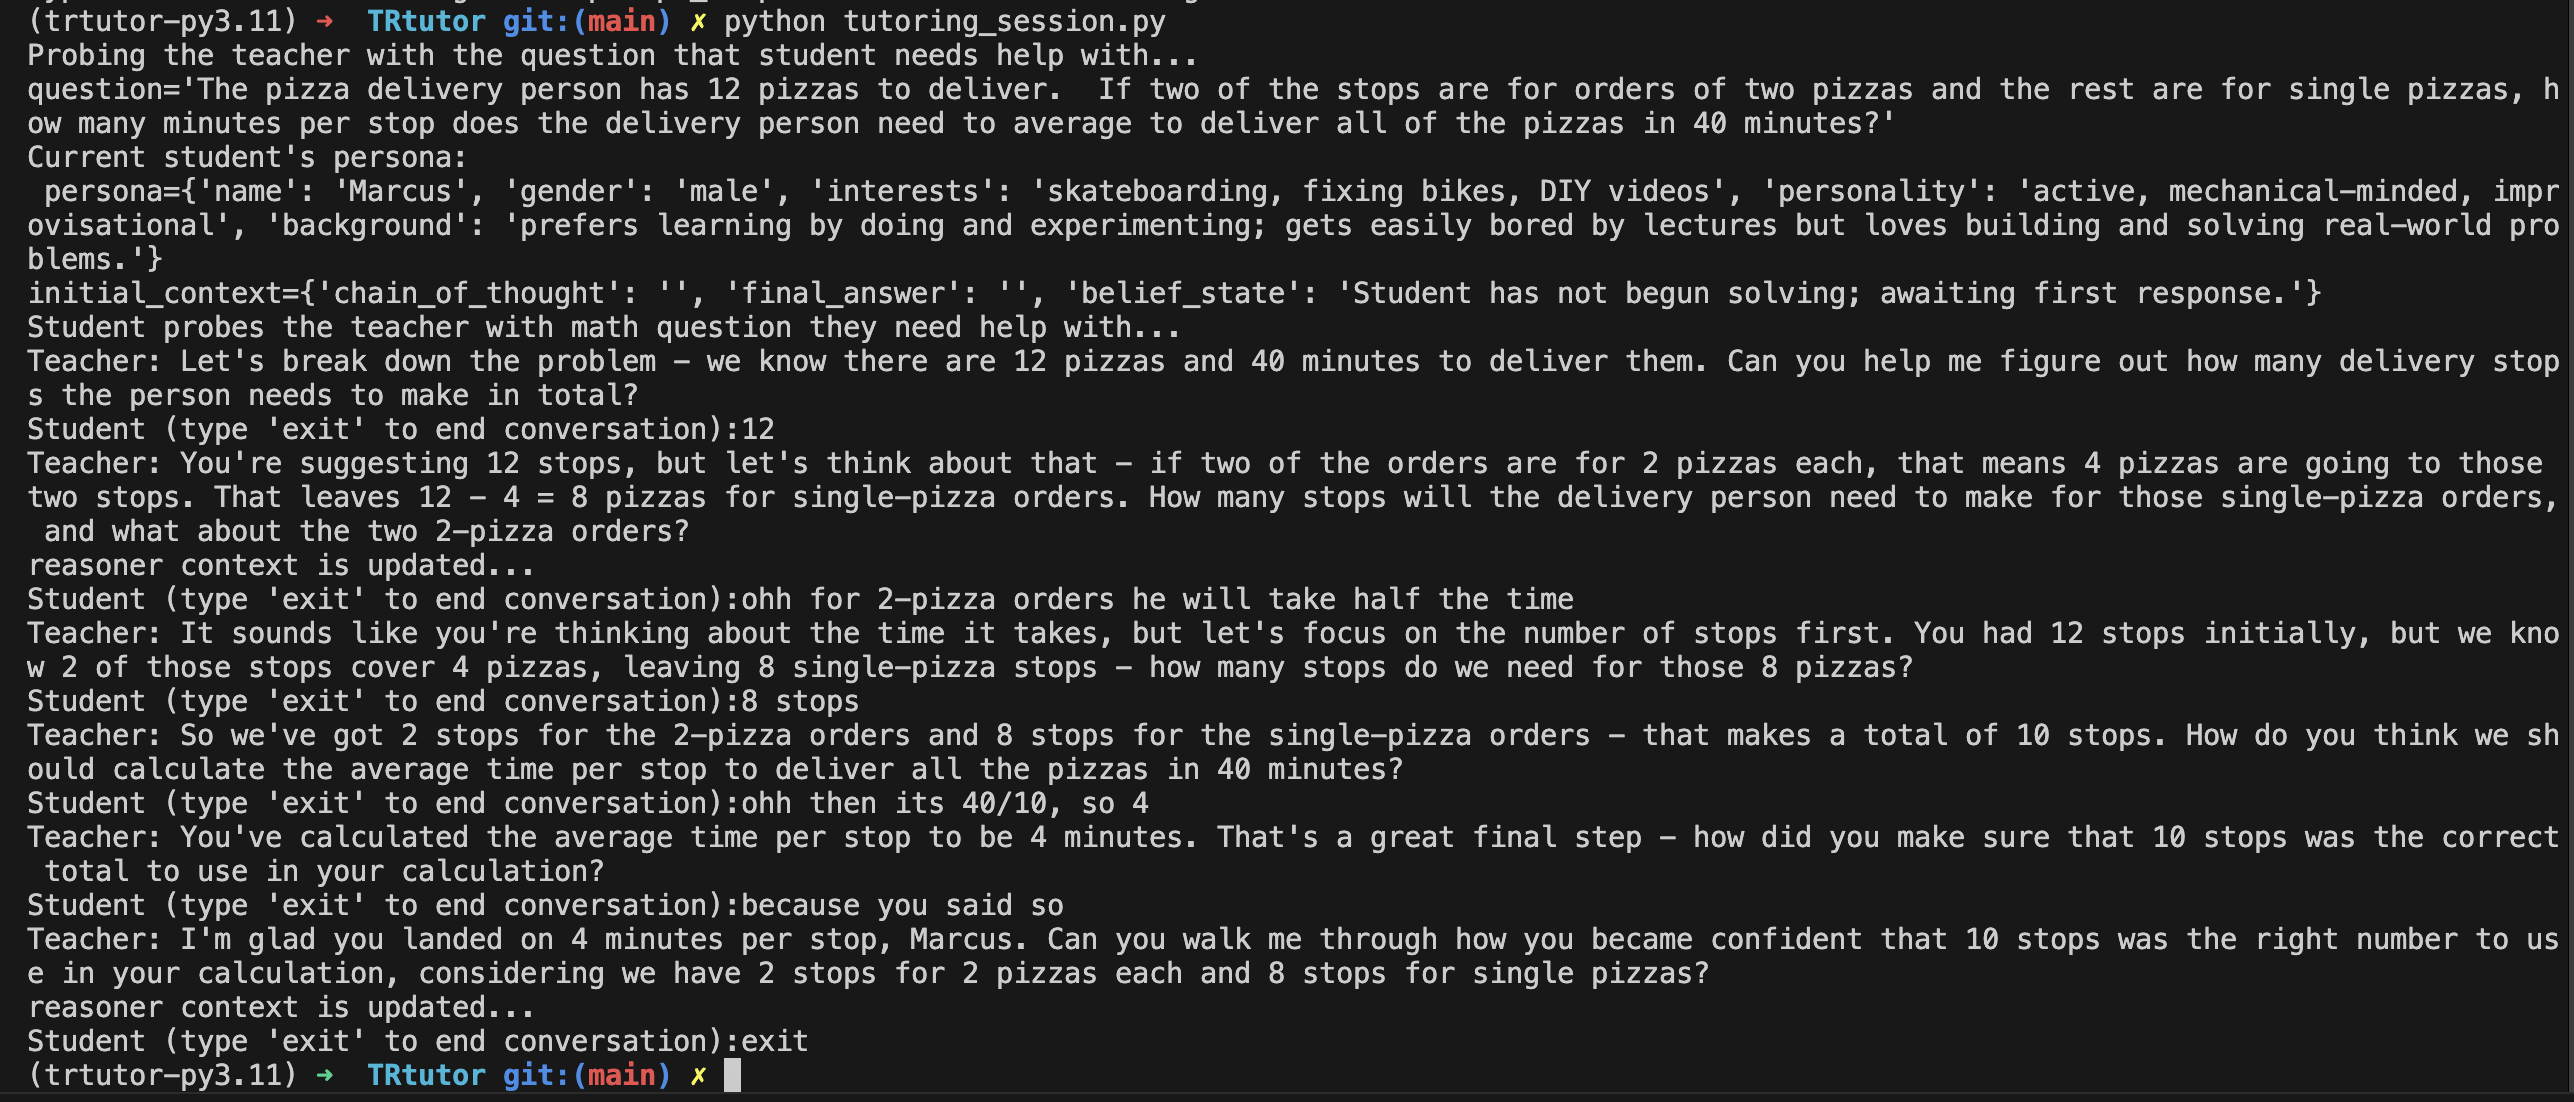 (trtutor-py3.11) ➜  TRtutor git:(main) ✗ python tutoring_session.py
Probing the teacher with the question that student needs help with...
question='The pizza delivery person has 12 pizzas to deliver.  If two of the stops are for orders of two pizzas and the rest are for single pizzas, h
ow many minutes per stop does the delivery person need to average to deliver all of the pizzas in 40 minutes?'
Current student's persona:
 persona={'name': 'Marcus', 'gender': 'male', 'interests': 'skateboarding, fixing bikes, DIY videos', 'personality': 'active, mechanical-minded, impr
ovisational', 'background': 'prefers learning by doing and experimenting; gets easily bored by lectures but loves building and solving real-world pro
blems.'}
initial_context={'chain_of_thought': '', 'final_answer': '', 'belief_state': 'Student has not begun solving; awaiting first response.'}
Student probes the teacher with math question they need help with...
Teacher: Let's break down the problem – we know there are 12 pizzas and 40 minutes to deliver them. Can you help me figure out how many delivery stop
s the person needs to make in total?
Student (type 'exit' to end conversation):12
Teacher: You're suggesting 12 stops, but let's think about that – if two of the orders are for 2 pizzas each, that means 4 pizzas are going to those
two stops. That leaves 12 - 4 = 8 pizzas for single-pizza orders. How many stops will the delivery person need to make for those single-pizza orders,
 and what about the two 2-pizza orders?
reasoner context is updated...
Student (type 'exit' to end conversation):ohh for 2-pizza orders he will take half the time
Teacher: It sounds like you're thinking about the time it takes, but let's focus on the number of stops first. You had 12 stops initially, but we kno
w 2 of those stops cover 4 pizzas, leaving 8 single-pizza stops – how many stops do we need for those 8 pizzas?
Student (type 'exit' to end conversation):8 stops
Teacher: So we've got 2 stops for the 2-pizza orders and 8 stops for the single-pizza orders – that makes a total of 10 stops. How do you think we sh
ould calculate the average time per stop to deliver all the pizzas in 40 minutes?
Student (type 'exit' to end conversation):ohh then its 40/10, so 4
Teacher: You've calculated the average time per stop to be 4 minutes. That's a great final step – how did you make sure that 10 stops was the correct
 total to use in your calculation?
Student (type 'exit' to end conversation):because you said so
Teacher: I'm glad you landed on 4 minutes per stop, Marcus. Can you walk me through how you became confident that 10 stops was the right number to us
e in your calculation, considering we have 2 stops for 2 pizzas each and 8 stops for single pizzas?
reasoner context is updated...
Student (type 'exit' to end conversation):exit
(trtutor-py3.11) ➜  TRtutor git:(main) ✗